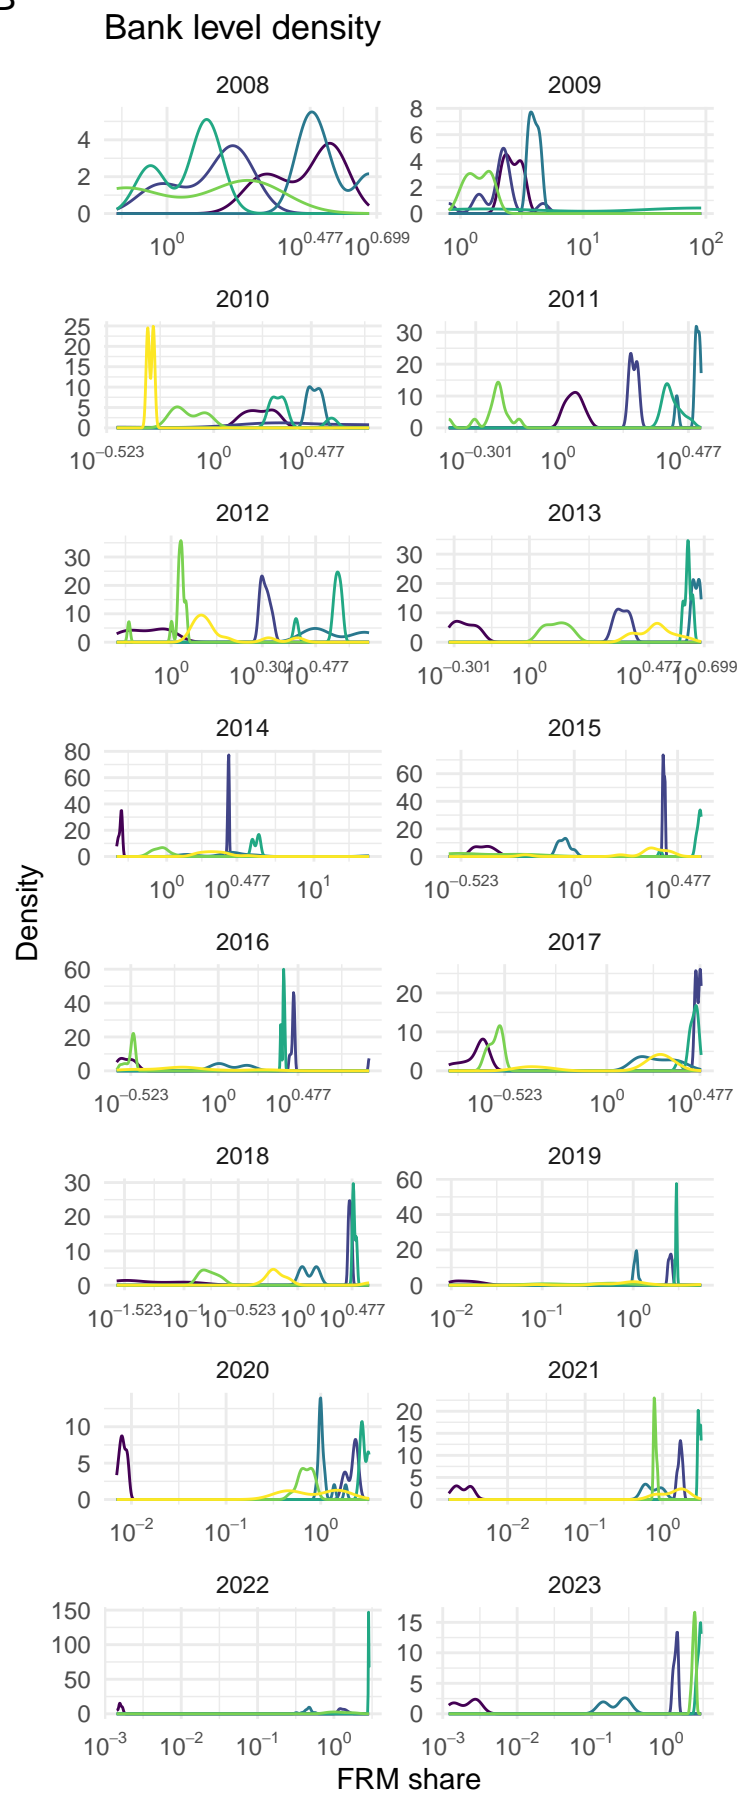 B
Bank level density
2008 2009
4 2 0 8 6 4 2 0
10^0 10^0.477 10^0.699 10^0 10^1 10^2
2010 2011
25 20 15 10 5 0 30 20 10 0
10^−0.523 10^0 10^0.477 10^−0.301 10^0 10^0.477
2012 2013
30 20 10 0 30 20 10 0
10^0 10^0.301 10^0.477 10^−0.301 10^0 10^0.477 10^0.699
2014 2015
80 60 40 20 0 60 40 20 0
10^0 10^0.477 10^1 10^−0.523 10^0 10^0.477
Density
2016 2017
60 40 20 0 20 10 0
10^−0.523 10^0 10^0.477 10^−0.523 10^0 10^0.477
2018 2019
30 20 10 0 60 40 20 0
10^−1.523 10^−1 10^−0.523 10^0 10^0.477 10^−2 10^−1 10^0
2020 2021
10 5 0 20 15 10 5 0
10^−2 10^−1 10^0 10^−2 10^−1 10^0
2022 2023
150 100 50 0 15 10 5 0
10^−3 10^−2 10^−1 10^0 10^−3 10^−2 10^−1 10^0
FRM share